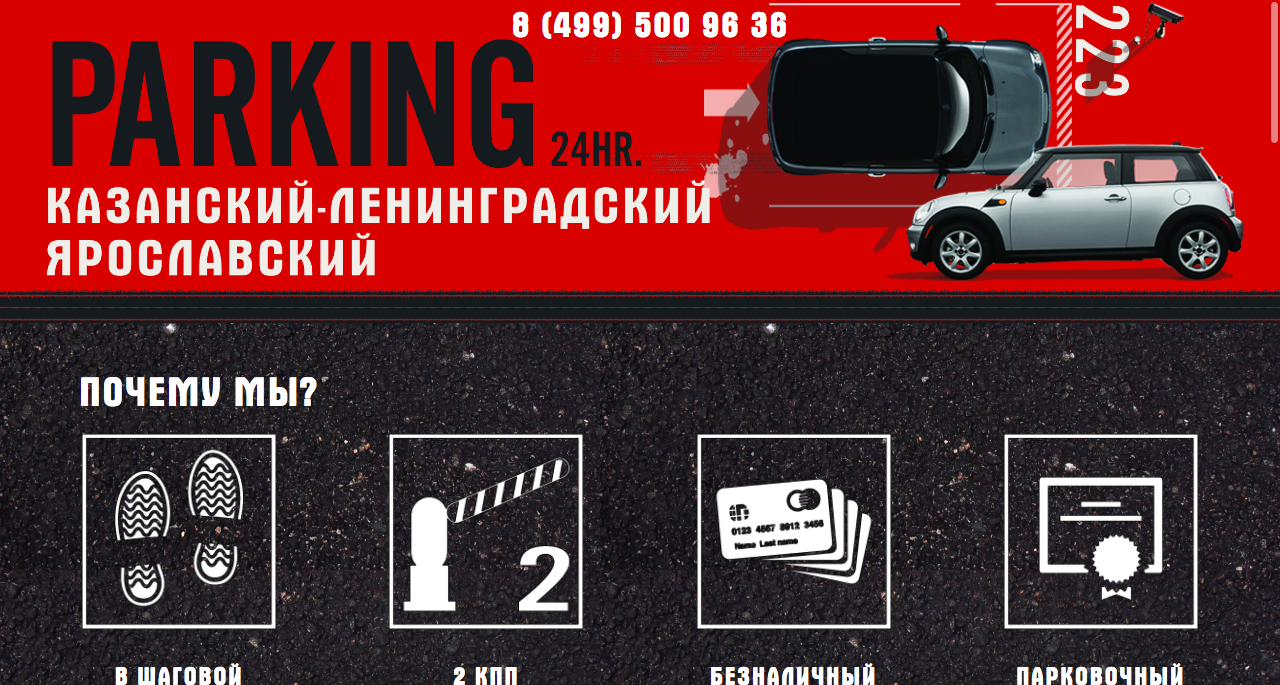 8 (499) 500 96 36
223
PARKING 24HR.
КАЗАНСКИЙ-ЛЕНИНГРАДСКИЙ
ЯРОСЛАВСКИЙ
ПОЧЕМУ МЫ?
0123 4567 8912 3456
Name Last name
2
В ШАГОВОЙ
2 КПП
БЕЗНАЛИЧНЫЙ
ПАРКОВОЧНЫЙ